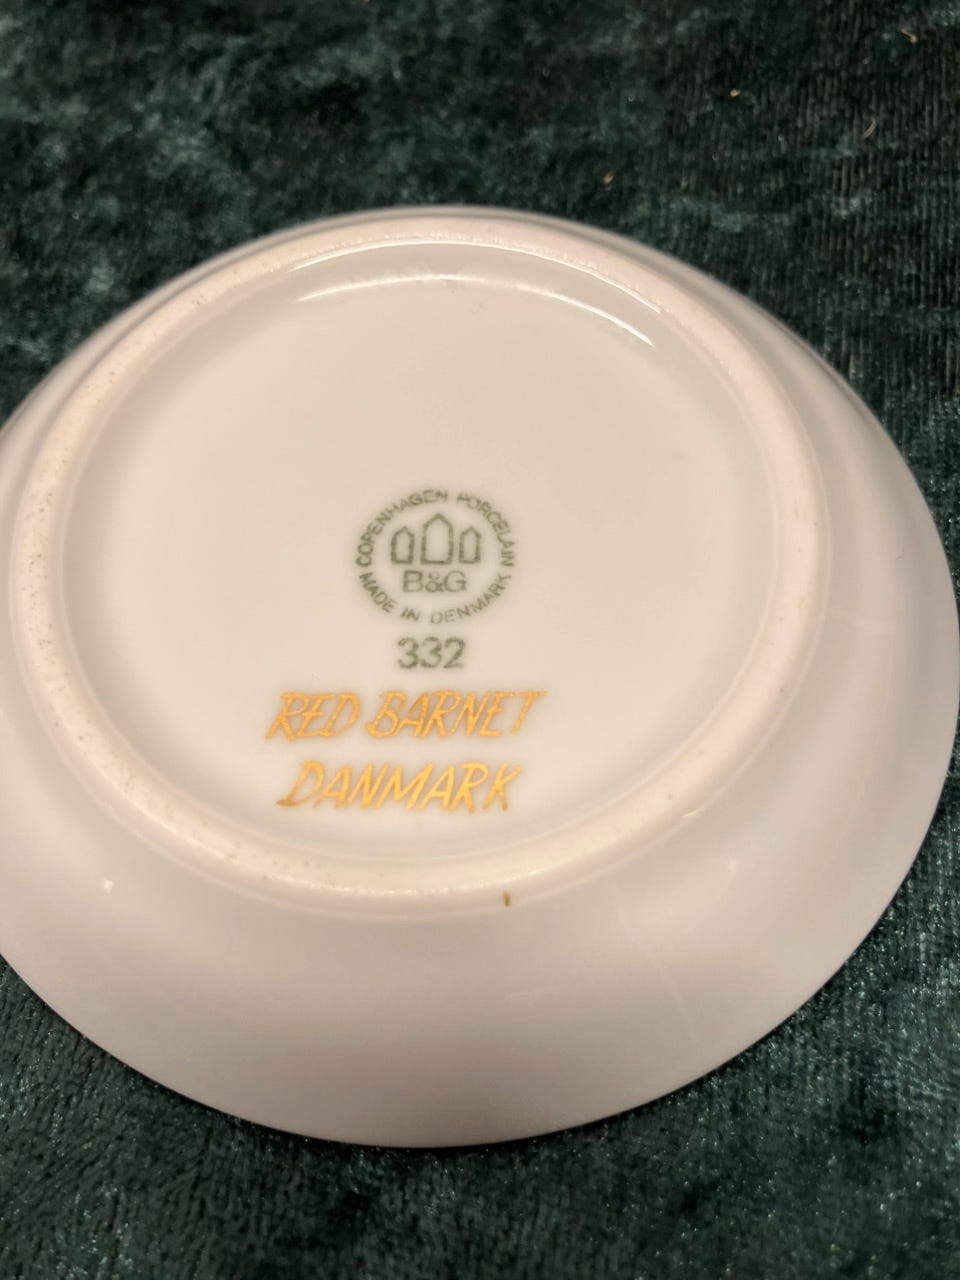 COPENHAGEN PORCELAIN
B&G
MADE IN DENMARK
332
RED BARNET
DANMARK